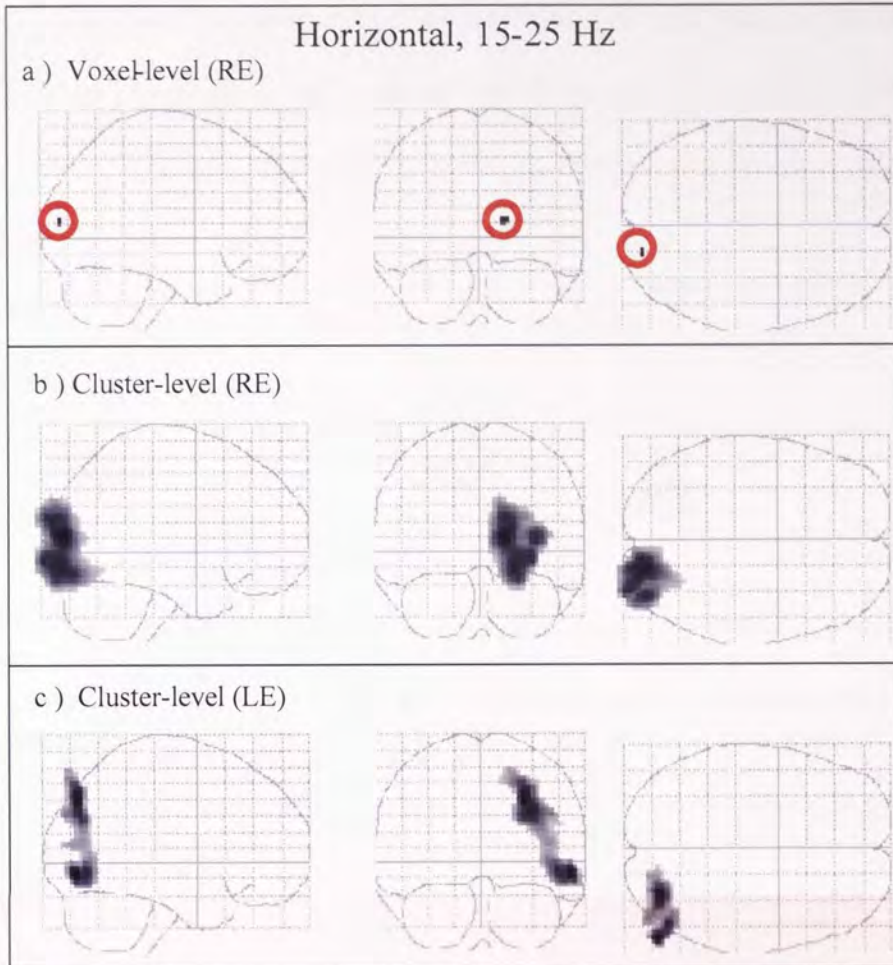 Horizontal, 15-25 Hz
a ) Voxel-level (RE)
b ) Cluster-level (RE)
c ) Cluster-level (LE)